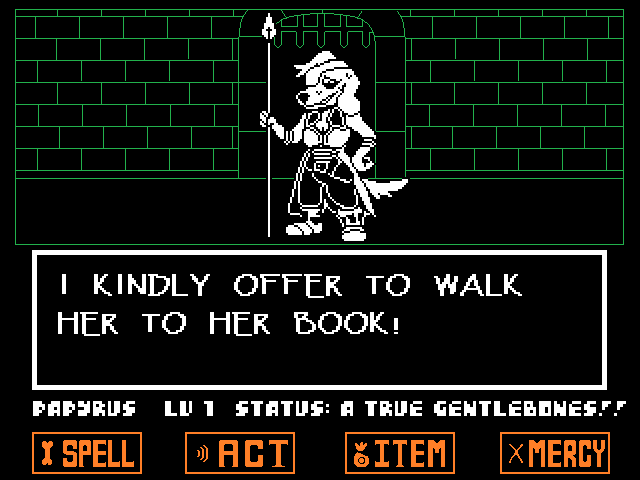 I KINDLY OFFER TO WALK
HER TO HER BOOK!
PAPYRUS LV 1 STATUS: A TRUE GENTLEBONES!!
SPELL ACT ITEM MERCY